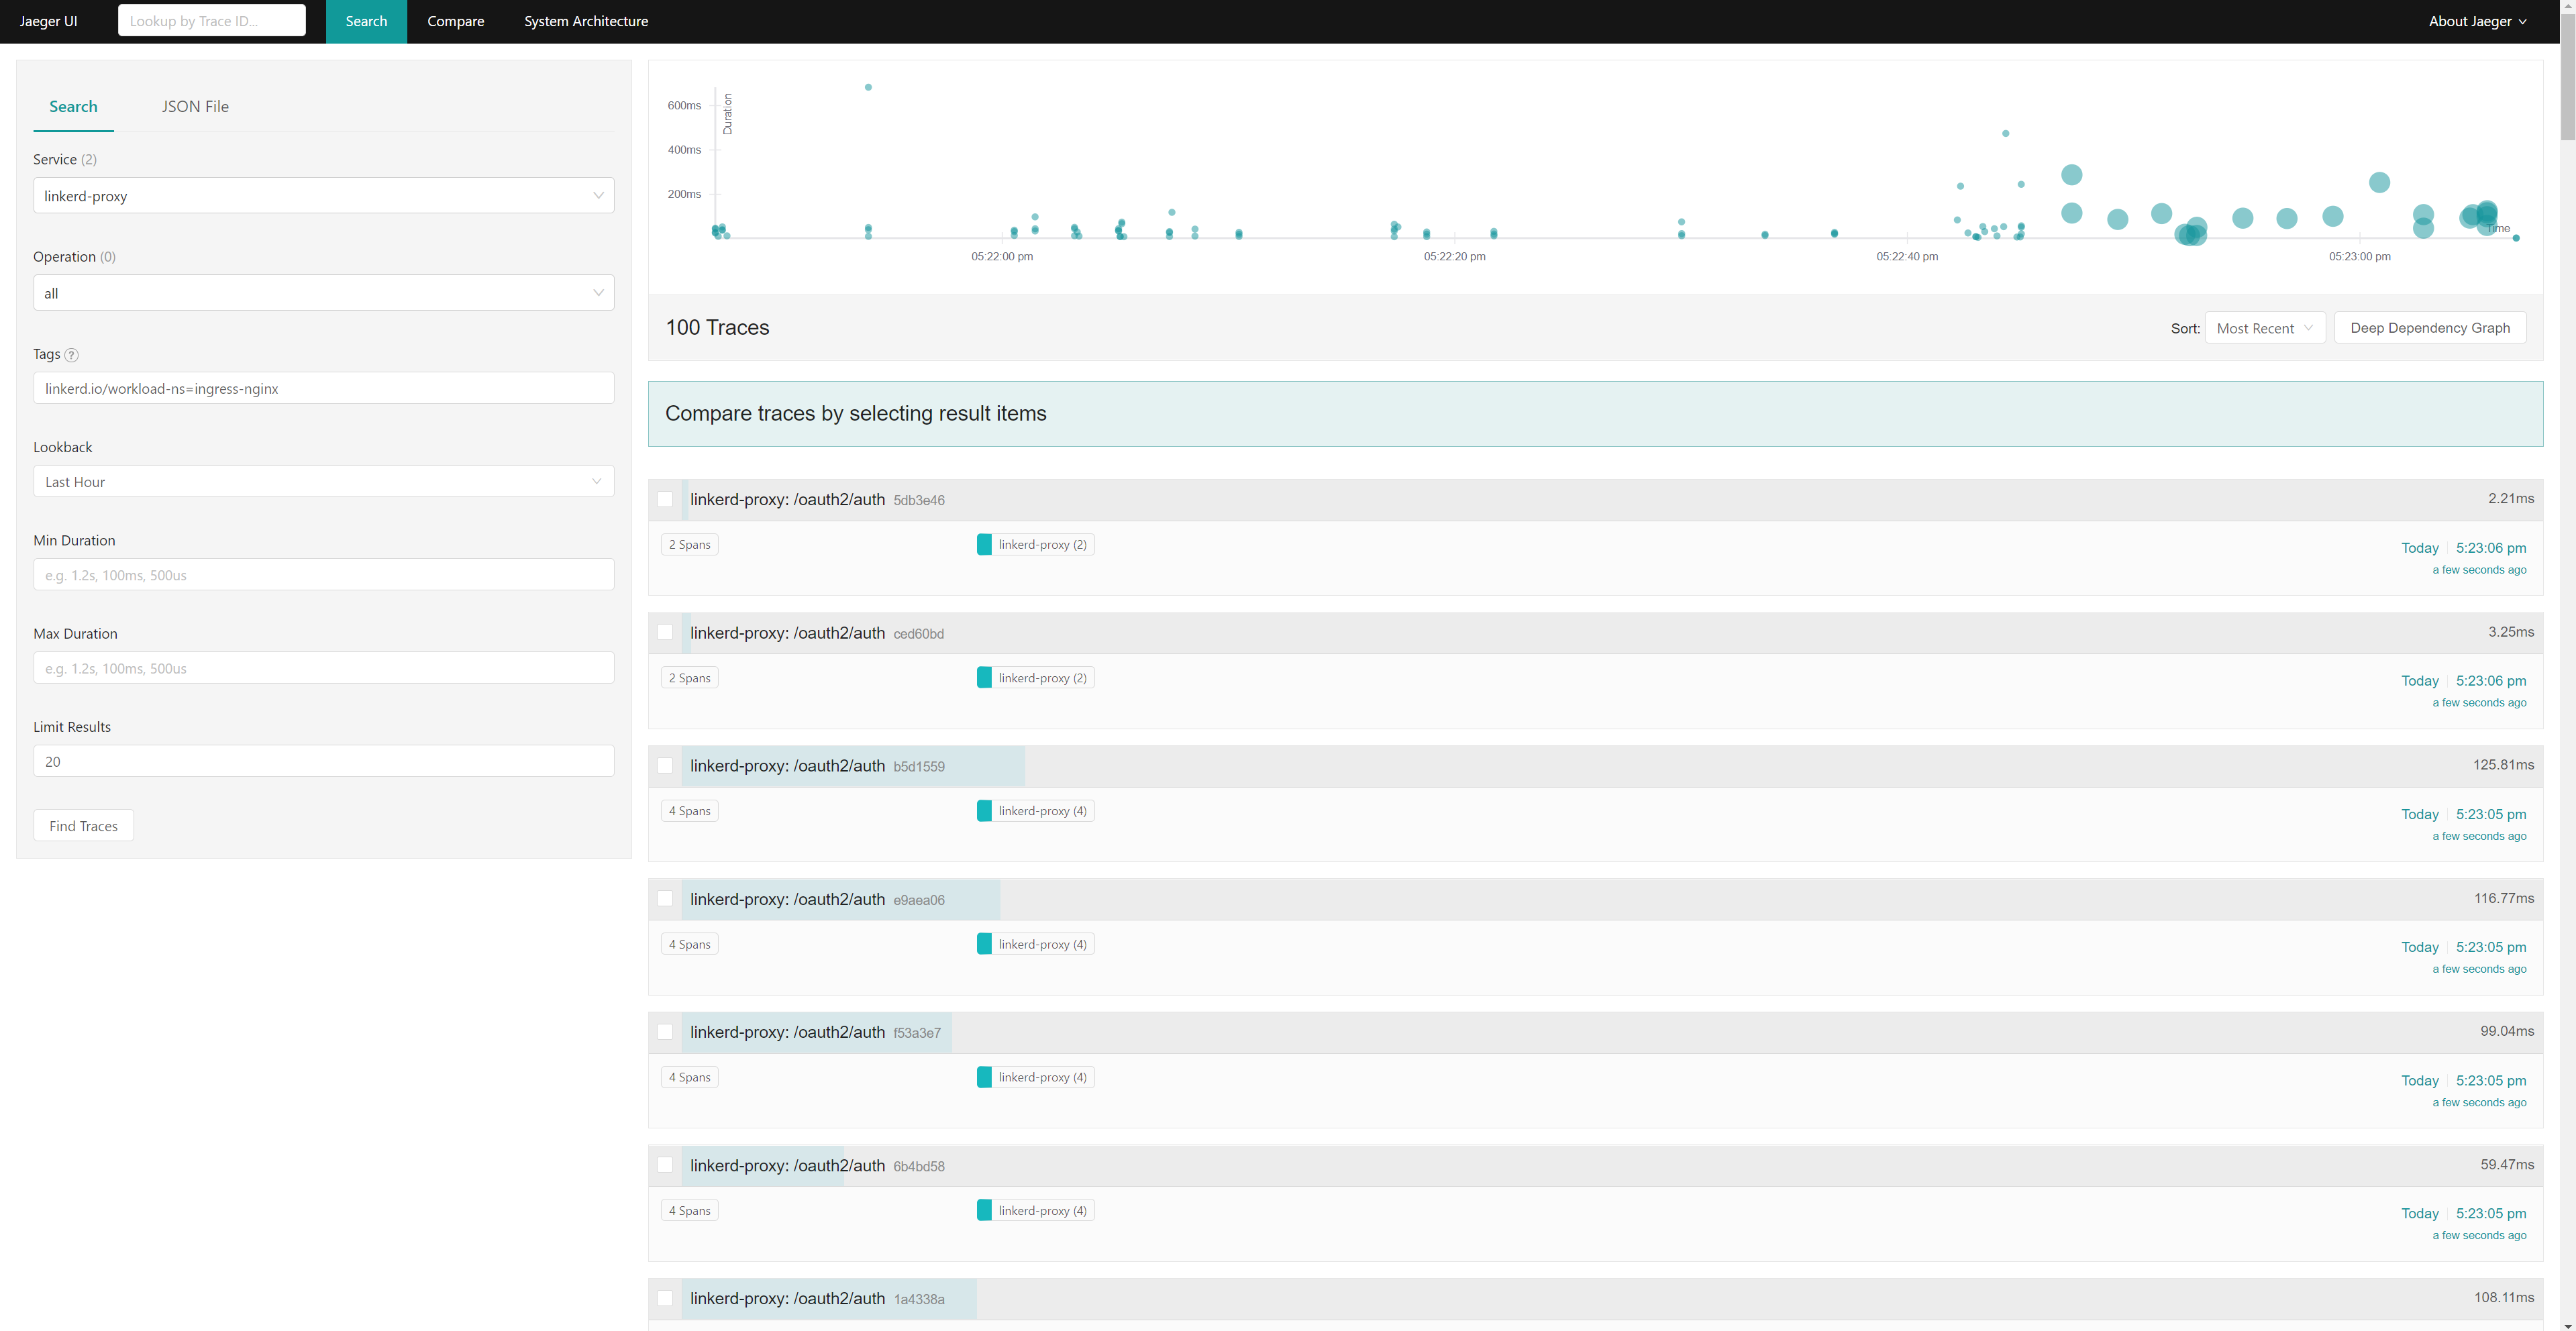 Jaeger UI
Lookup by Trace ID...
Search
Compare
System Architecture
About Jaeger
Search
JSON File
Service (2)
linkerd-proxy
Operation (0)
all
Tags ?
linkerd.io/workload-ns=ingress-nginx
Lookback
Last Hour
Min Duration
e.g. 1.2s, 100ms, 500us
Max Duration
e.g. 1.2s, 100ms, 500us
Limit Results
20
Find Traces
Duration
600ms
400ms
200ms
Time
05:22:00 pm
05:22:20 pm
05:22:40 pm
05:23:00 pm
100 Traces
Sort: Most Recent
Deep Dependency Graph
Compare traces by selecting result items
linkerd-proxy: /oauth2/auth 5db3e46 2.21ms
2 Spans linkerd-proxy (2) Today 5:23:06 pm
a few seconds ago
linkerd-proxy: /oauth2/auth ced60bd 3.25ms
2 Spans linkerd-proxy (2) Today 5:23:06 pm
a few seconds ago
linkerd-proxy: /oauth2/auth b5d1559 125.81ms
4 Spans linkerd-proxy (4) Today 5:23:05 pm
a few seconds ago
linkerd-proxy: /oauth2/auth e9aea06 116.77ms
4 Spans linkerd-proxy (4) Today 5:23:05 pm
a few seconds ago
linkerd-proxy: /oauth2/auth f53a3e7 99.04ms
4 Spans linkerd-proxy (4) Today 5:23:05 pm
a few seconds ago
linkerd-proxy: /oauth2/auth 6b4bd58 59.47ms
4 Spans linkerd-proxy (4) Today 5:23:05 pm
a few seconds ago
linkerd-proxy: /oauth2/auth 1a4338a 108.11ms